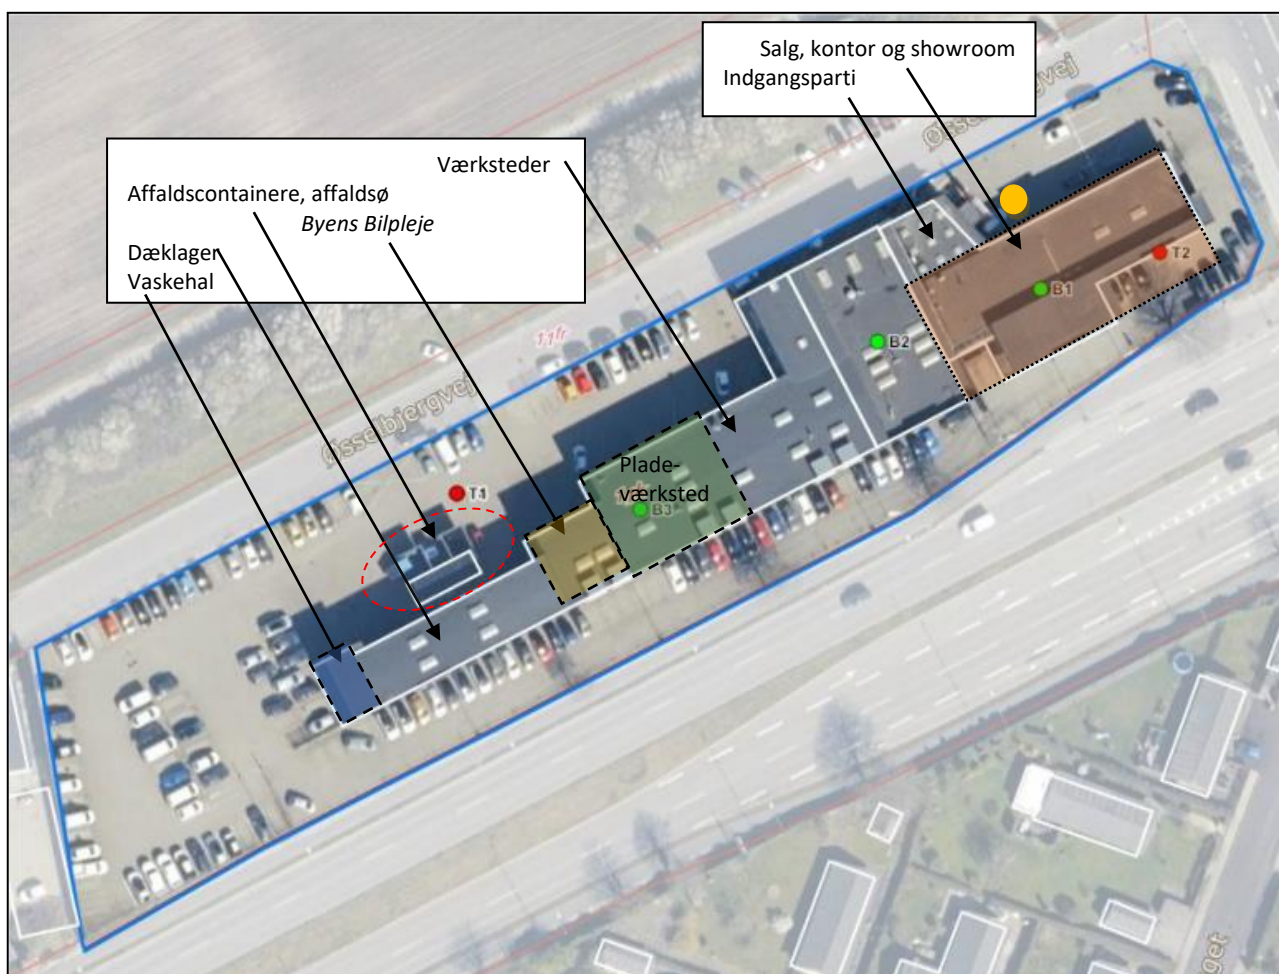 Salg, kontor og showroom
Indgangsparti
Værksteder
Affaldscontainere, affaldsø
Byens Bilpleje
Dæklager
Vaskehal
T2
B1
B2
Øsselbjergvej
T1
Plade-
værksted
B3